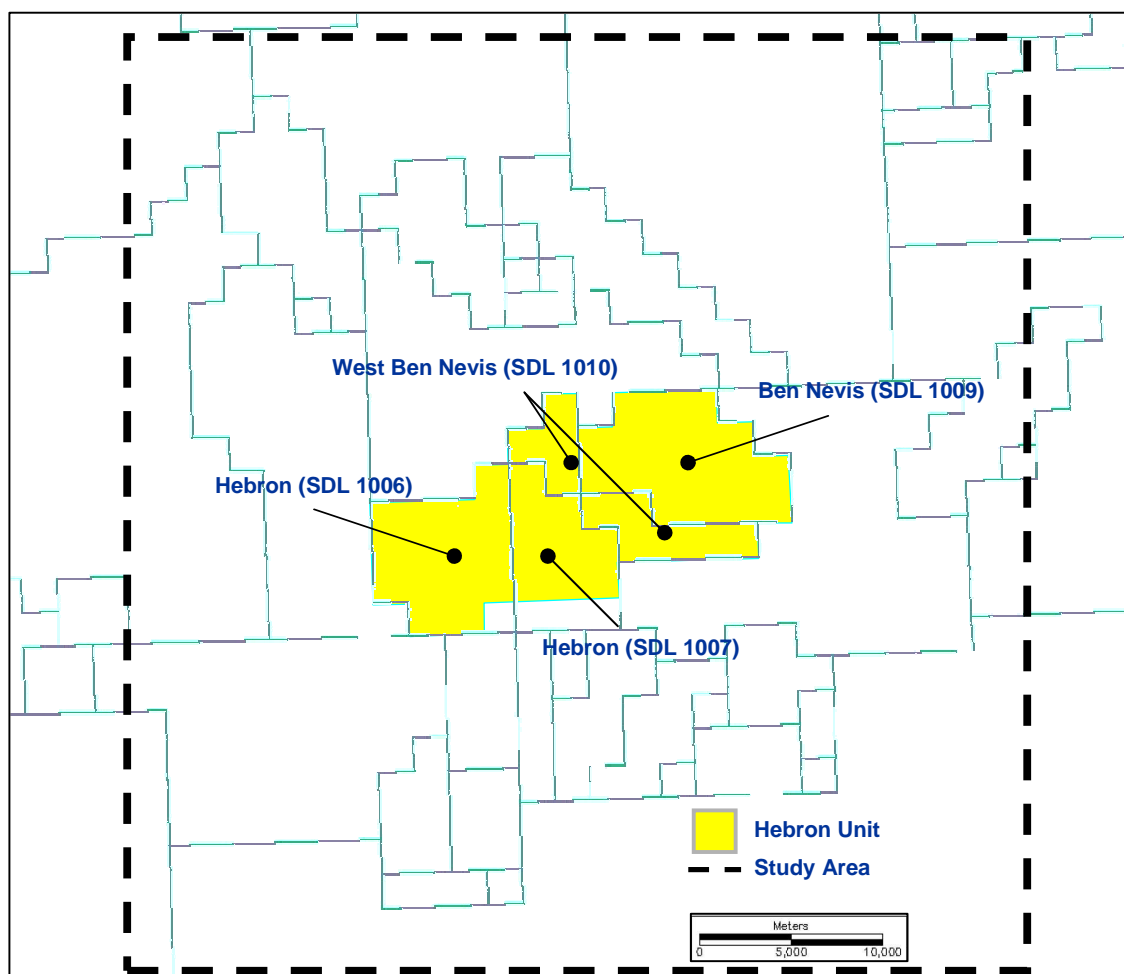 West Ben Nevis (SDL 1010)
Ben Nevis (SDL 1009)
Hebron (SDL 1006)
Hebron (SDL 1007)
Hebron Unit
Study Area
Meters
0 5,000 10,000